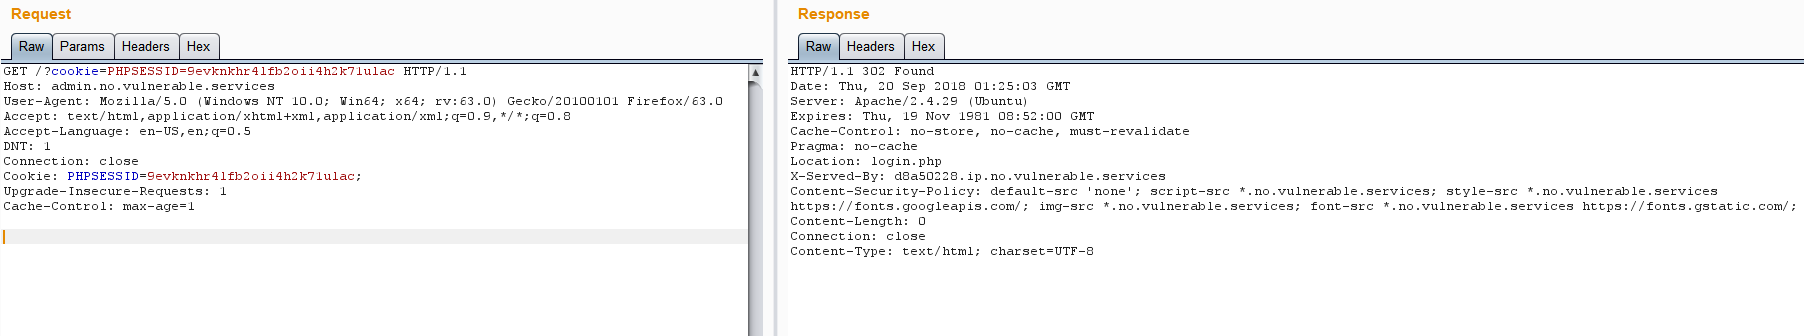 Request
Raw Params Headers Hex
GET /?cookie=PHPSESSID=9evknkhr4lfb2oii4h2k71ulac HTTP/1.1
Host: admin.no.vulnerable.services
User-Agent: Mozilla/5.0 (Windows NT 10.0; Win64; x64; rv:63.0) Gecko/20100101 Firefox/63.0
Accept: text/html,application/xhtml+xml,application/xml;q=0.9,*/*;q=0.8
Accept-Language: en-US,en;q=0.5
DNT: 1
Connection: close
Cookie: PHPSESSID=9evknkhr4lfb2oii4h2k71ulac;
Upgrade-Insecure-Requests: 1
Cache-Control: max-age=1
Response
Raw Headers Hex
HTTP/1.1 302 Found
Date: Thu, 20 Sep 2018 01:25:03 GMT
Server: Apache/2.4.29 (Ubuntu)
Expires: Thu, 19 Nov 1981 08:52:00 GMT
Cache-Control: no-store, no-cache, must-revalidate
Pragma: no-cache
Location: login.php
X-Served-By: d8a50228.ip.no.vulnerable.services
Content-Security-Policy: default-src 'none'; script-src *.no.vulnerable.services; style-src *.no.vulnerable.services
https://fonts.googleapis.com/; img-src *.no.vulnerable.services; font-src *.no.vulnerable.services https://fonts.gstatic.com/;
Content-Length: 0
Connection: close
Content-Type: text/html; charset=UTF-8